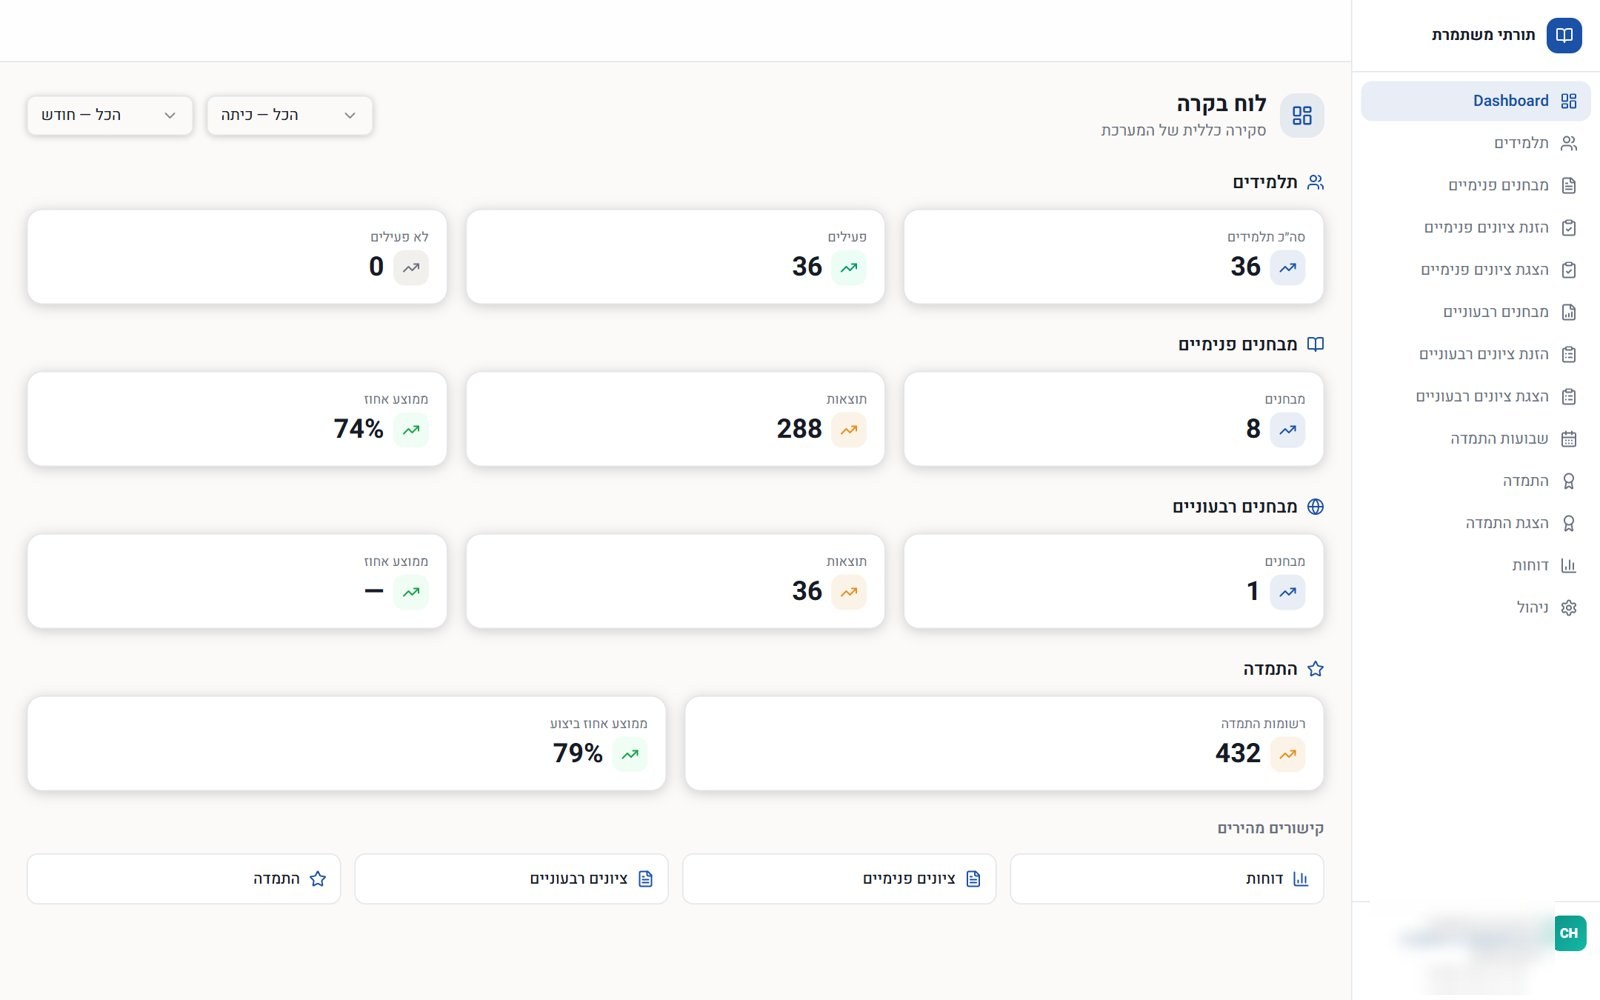 תורתי משתמרת
Dashboard
תלמידים
מבחנים פנימיים
הזנת ציונים פנימיים
הצגת ציונים פנימיים
מבחנים רבעוניים
הזנת ציונים רבעוניים
הצגת ציונים רבעוניים
שבועות התמדה
התמדה
הצגת התמדה
דוחות
ניהול
CH
לוח בקרה
סקירה כללית של המערכת
הכל — כיתה
הכל — חודש
תלמידים
סה"כ תלמידים
36
פעילים
36
לא פעילים
0
מבחנים פנימיים
מבחנים
8
תוצאות
288
ממוצע אחוז
74%
מבחנים רבעוניים
מבחנים
1
תוצאות
36
ממוצע אחוז
—
התמדה
רשומות התמדה
432
ממוצע אחוז ביצוע
79%
קישורים מהירים
דוחות
ציונים פנימיים
ציונים רבעוניים
התמדה